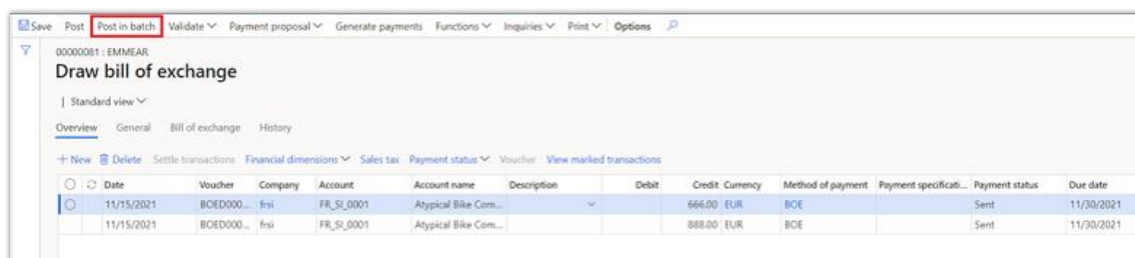 Save Post Post in batch Validate Payment proposal Generate payments Functions Inquiries Print Options
00000081 : EMMEAR
Draw bill of exchange
Standard view
Overview General Bill of exchange History
+ New Delete Settle transactions Financial dimensions Sales tax Payment status Voucher View marked transactions
Date Voucher Company Account Account name Description Debit Credit Currency Method of payment Payment specificati... Payment status Due date
11/15/2021 BOED000... frsi FR_SI_0001 Atypical Bike Com... 666.00 EUR BOE Sent 11/30/2021
11/15/2021 BOED000... frsi FR_SI_0001 Atypical Bike Com... 888.00 EUR BOE Sent 11/30/2021